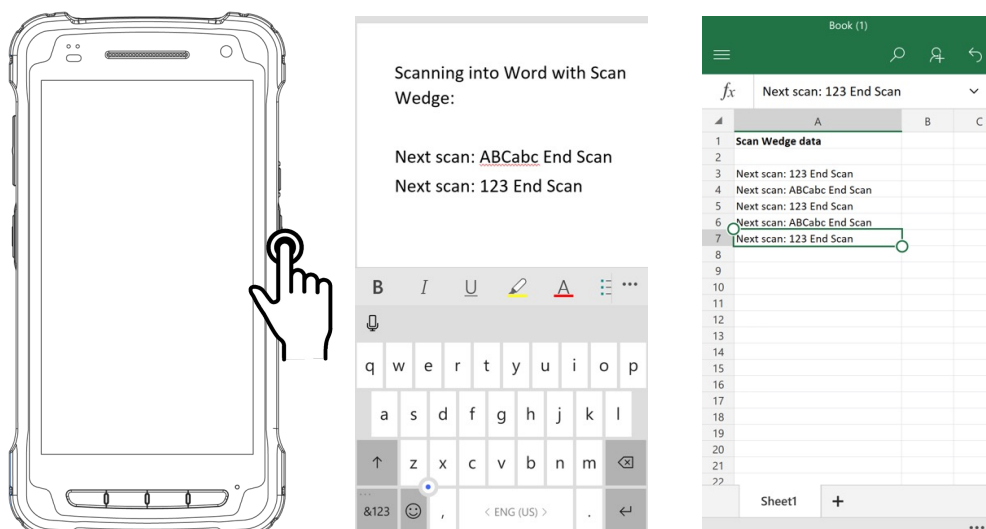 Scanning into Word with Scan
Wedge:
Next scan: ABCabc End Scan
Next scan: 123 End Scan
B I U A
q w e r t y u i o p
a s d f g h j k l
z x c v b n m
&123 , < ENG (US) > .
Book (1)
fx Next scan: 123 End Scan
A B C
1 Scan Wedge data
2
3 Next scan: 123 End Scan
4 Next scan: ABCabc End Scan
5 Next scan: 123 End Scan
6 Next scan: ABCabc End Scan
7 Next scan: 123 End Scan
8
9
10
11
12
13
14
15
16
17
18
19
20
21
22
Sheet1 +